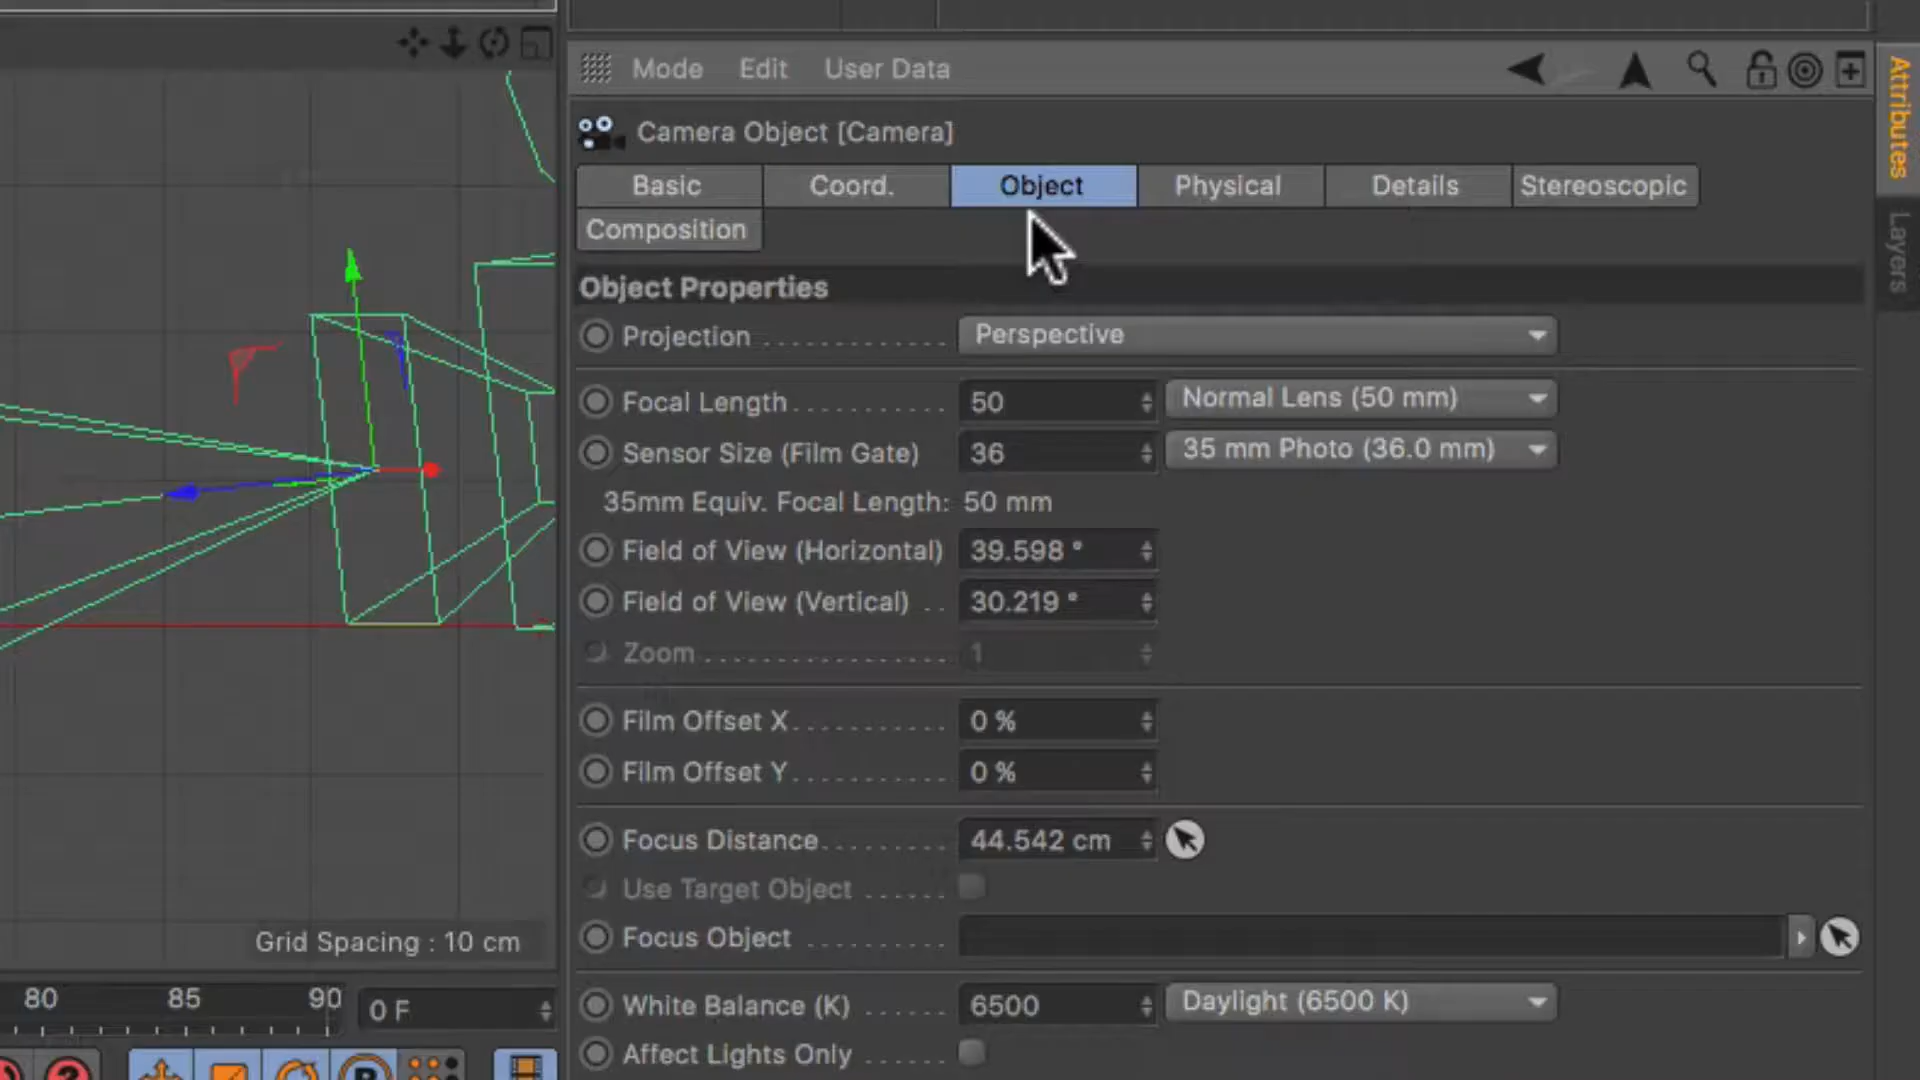 Mode Edit User Data
Attributes
Layers
Camera Object [Camera]
Basic Coord. Object Physical Details Stereoscopic
Composition
Object Properties
Projection Perspective
Focal Length 50 Normal Lens (50 mm)
Sensor Size (Film Gate) 36 35 mm Photo (36.0 mm)
35mm Equiv. Focal Length: 50 mm
Field of View (Horizontal) 39.598 °
Field of View (Vertical) 30.219 °
Zoom 1
Film Offset X 0 %
Film Offset Y 0 %
Focus Distance 44.542 cm
Use Target Object
Focus Object
White Balance (K) 6500 Daylight (6500 K)
Affect Lights Only
Grid Spacing : 10 cm
80 85 90 0 F